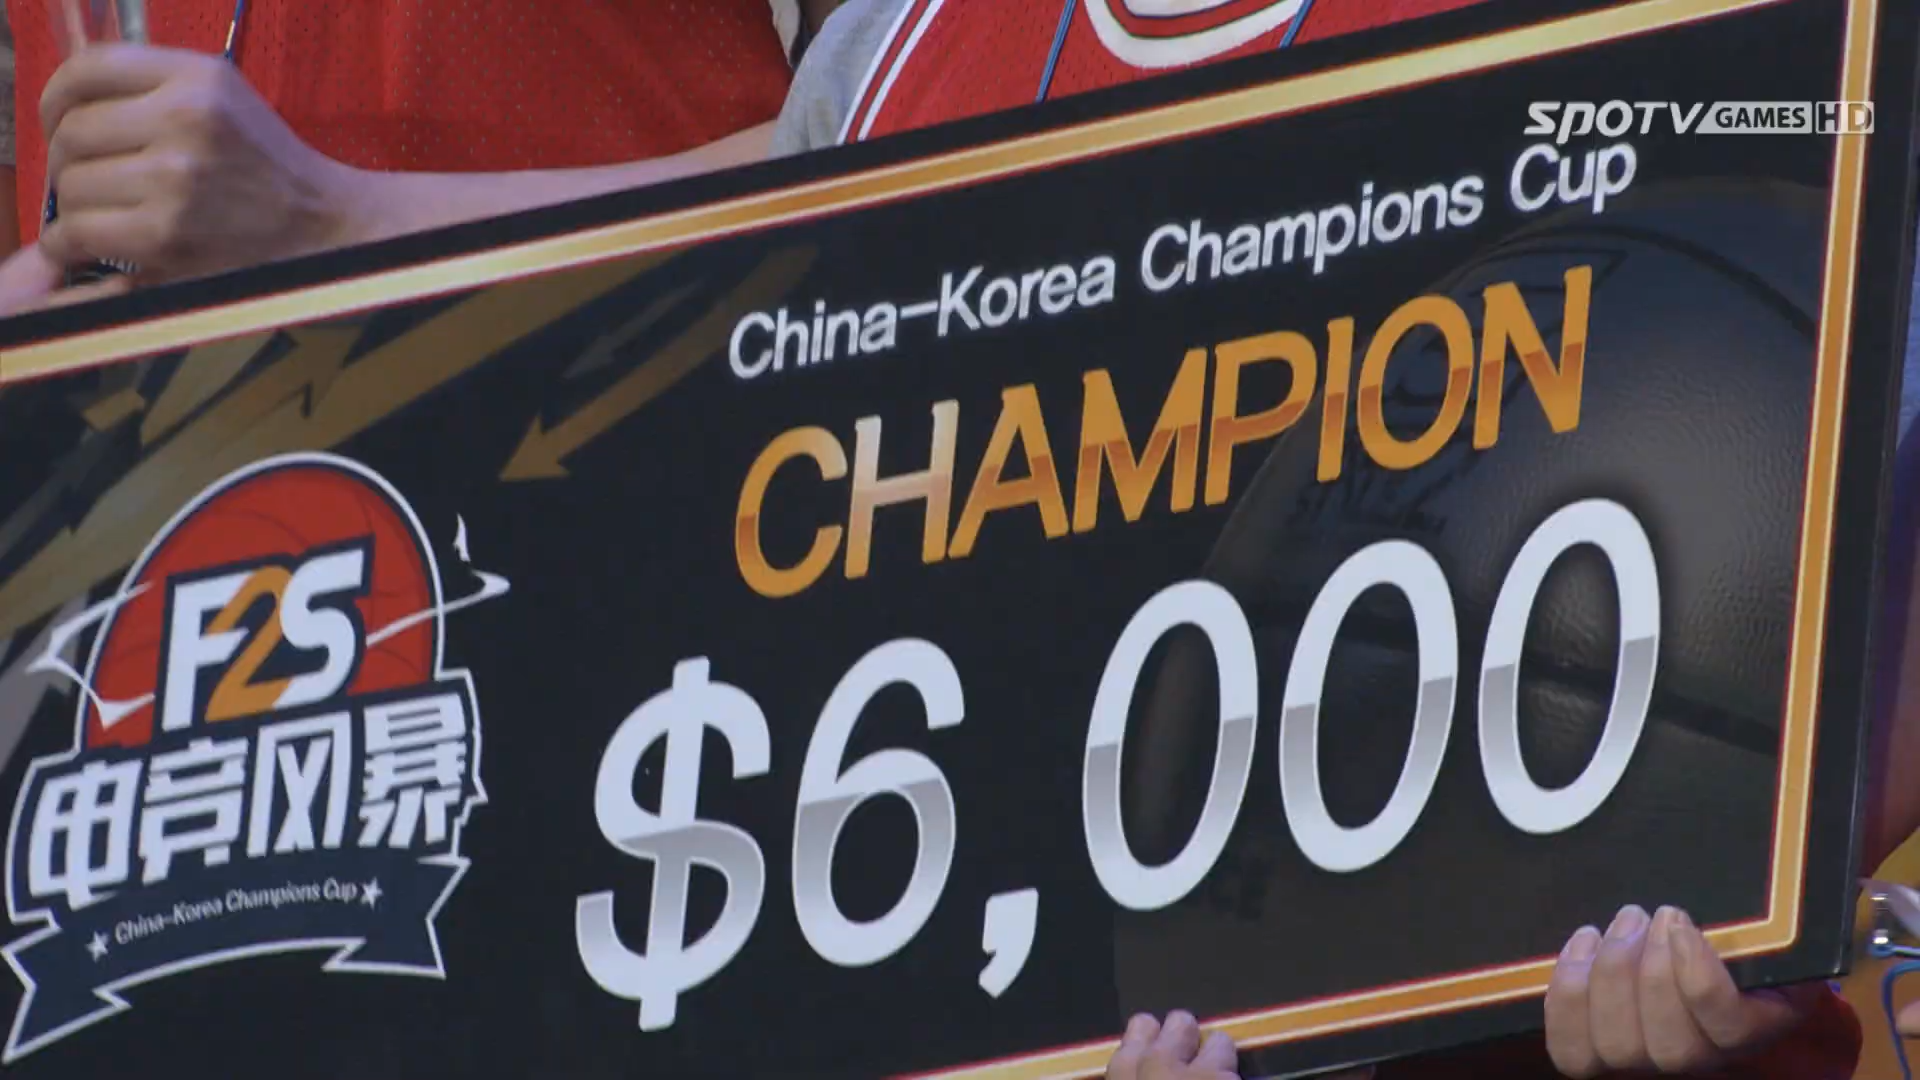 SPOTV GAMES HD
China-Korea Champions Cup
CHAMPION
$6,000
F2S
电竞风暴
China-Korea Champions Cup